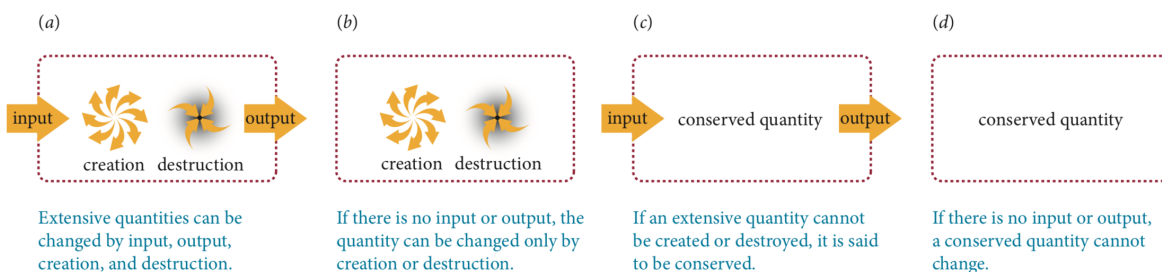 (a)
input
creation
destruction
output
Extensive quantities can be
changed by input, output,
creation, and destruction.
(b)
creation
destruction
If there is no input or output, the
quantity can be changed only by
creation or destruction.
(c)
input
conserved quantity
output
If an extensive quantity cannot
be created or destroyed, it is said
to be conserved.
(d)
conserved quantity
If there is no input or output,
a conserved quantity cannot
change.